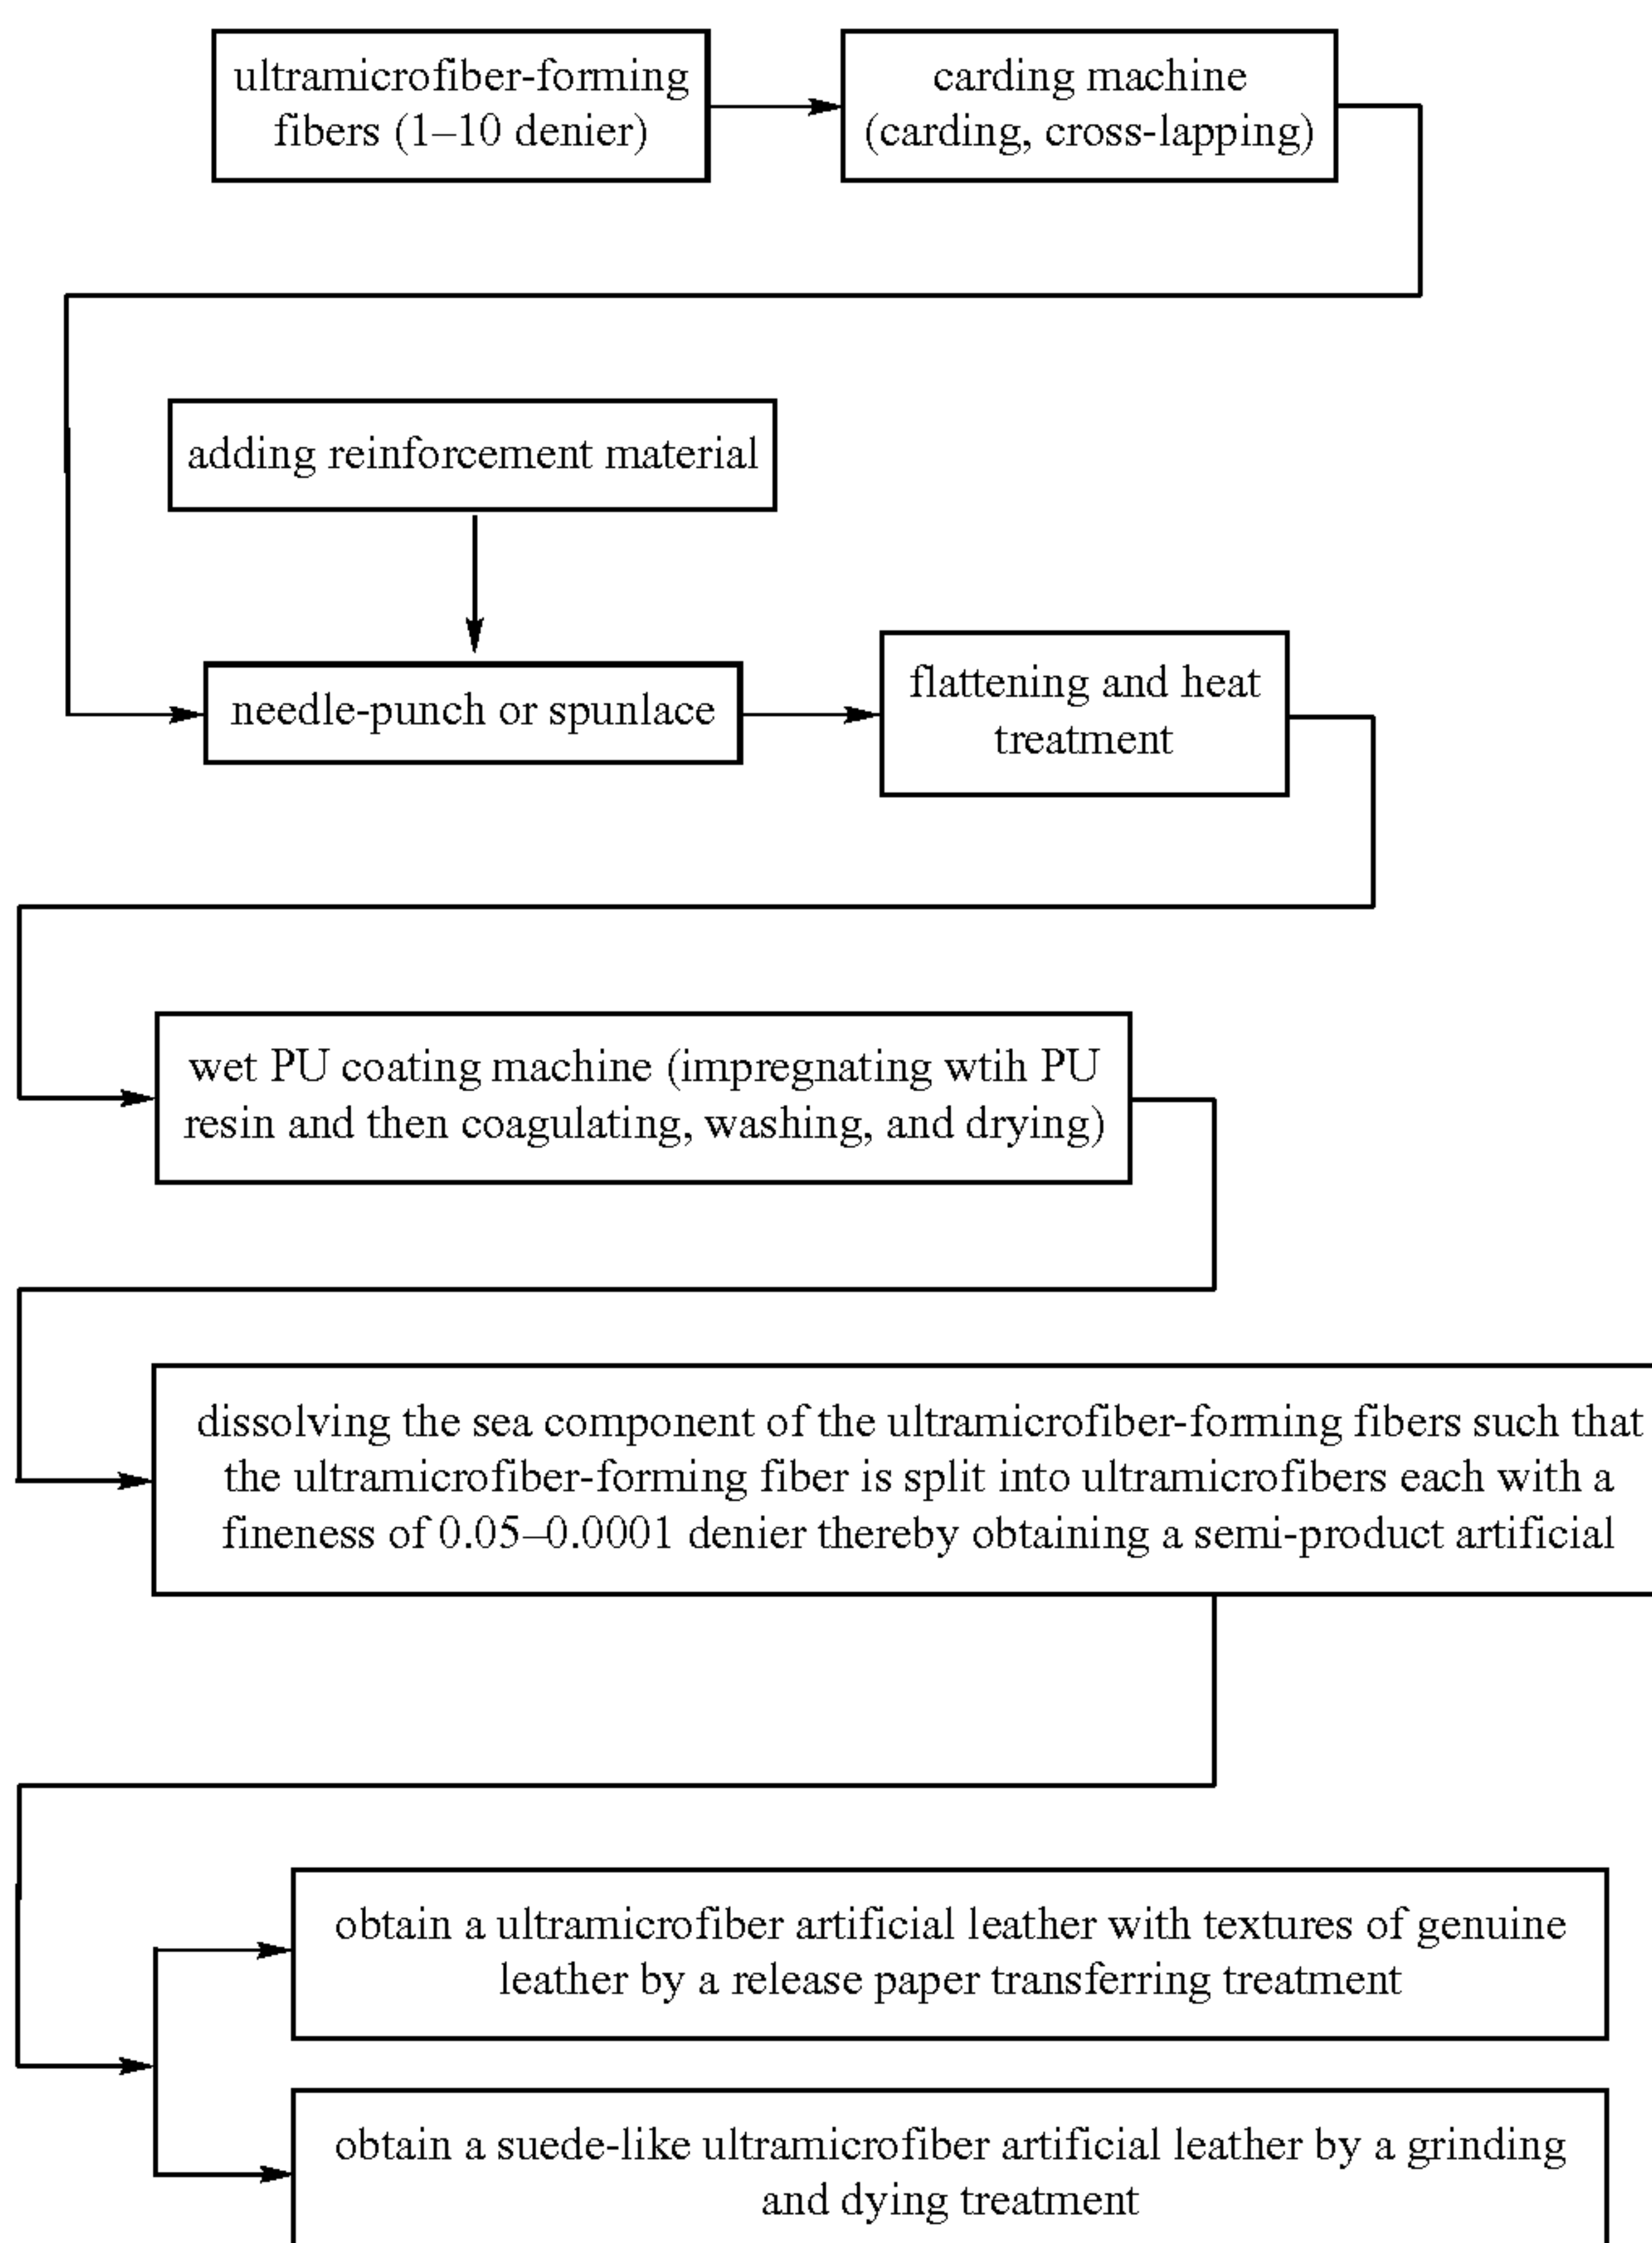 ultramicrofiber-forming
fibers (1–10 denier)
carding machine
(carding, cross-lapping)
adding reinforcement material
needle-punch or spunlace
flattening and heat
treatment
wet PU coating machine (impregnating wtih PU
resin and then coagulating, washing, and drying)
dissolving the sea component of the ultramicrofiber-forming fibers such that
the ultramicrofiber-forming fiber is split into ultramicrofibers each with a
fineness of 0.05–0.0001 denier thereby obtaining a semi-product artificial
obtain a ultramicrofiber artificial leather with textures of genuine
leather by a release paper transferring treatment
obtain a suede-like ultramicrofiber artificial leather by a grinding
and dying treatment